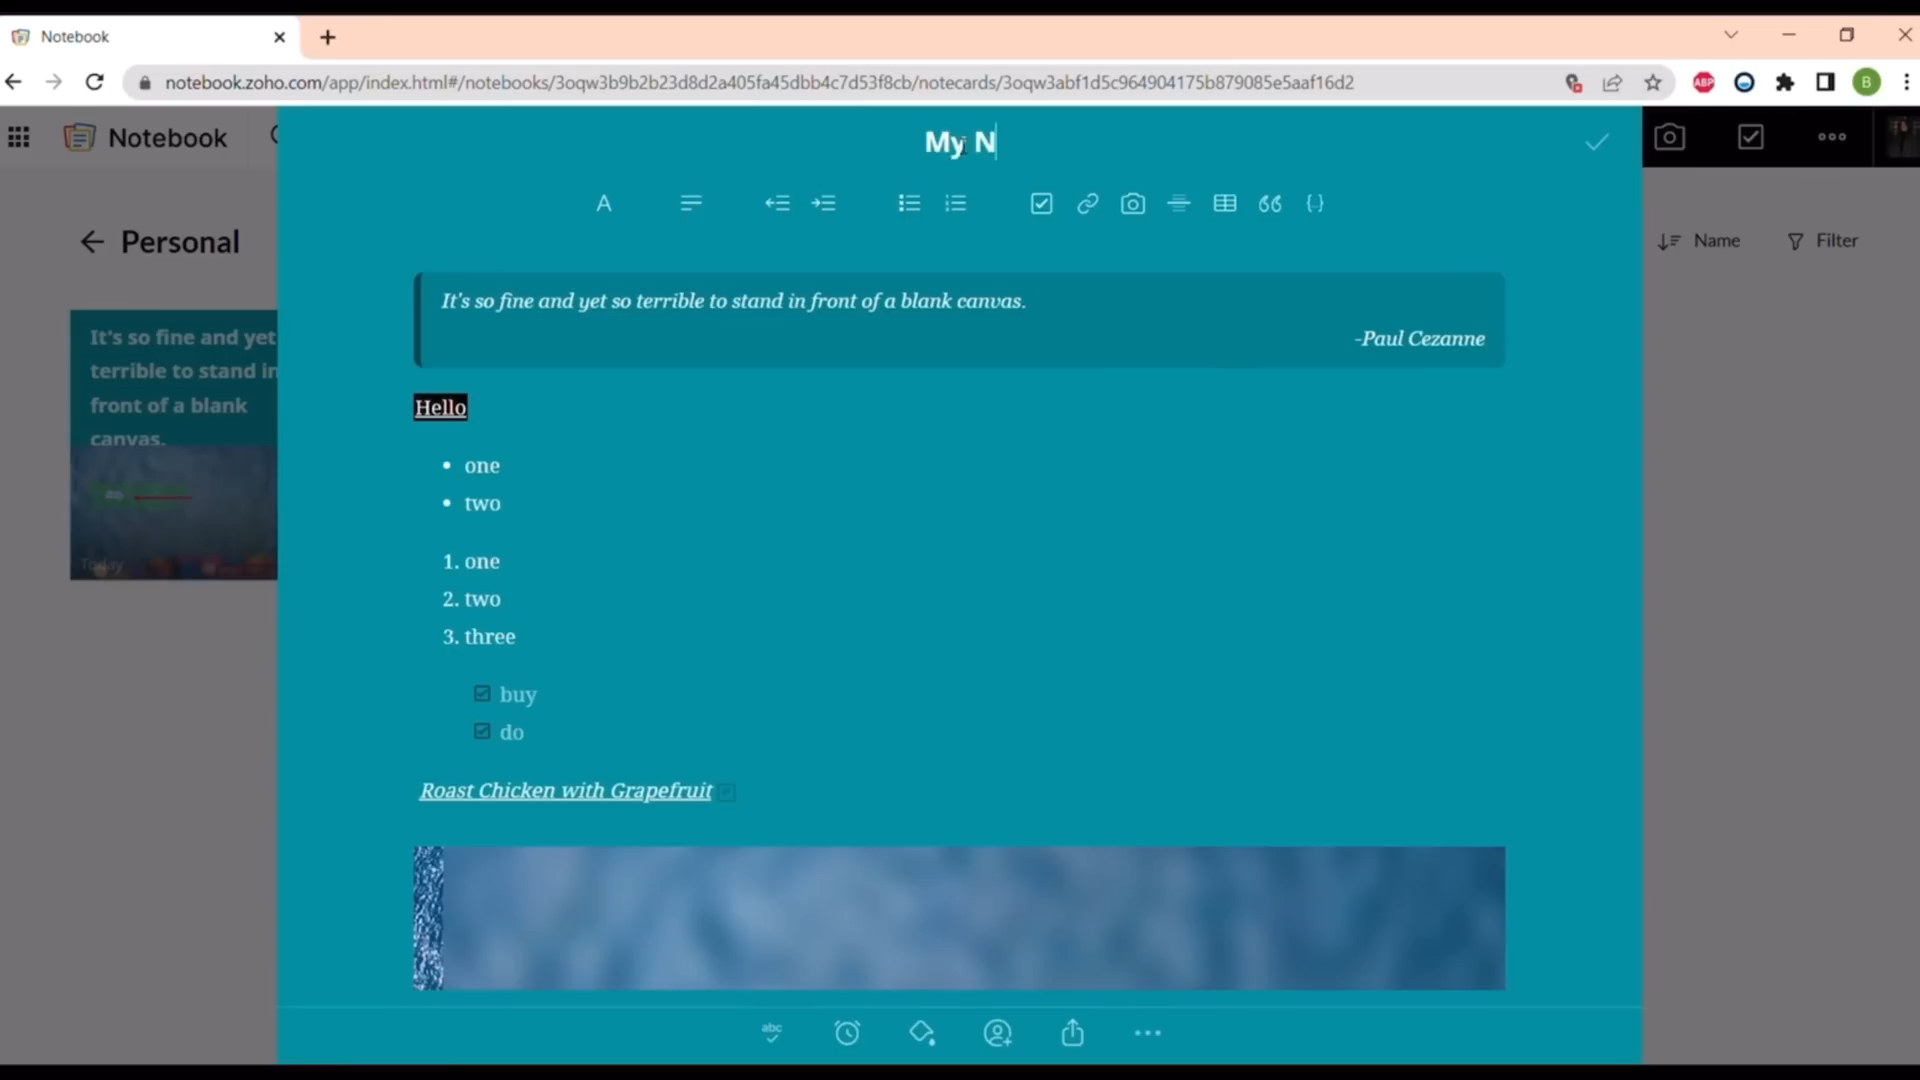 Notebook
notebook.zoho.com/app/index.html#/notebooks/3oqw3b9b2b23d8d2a405fa45dbb4c7d53f8cb/notecards/3oqw3abf1d5c964904175b879085e5aaf16d2
ABP
B
Notebook
My N
A
Personal
Name
Filter
It's so fine and yet so terrible to stand in front of a blank canvas.
-Paul Cezanne
It's so fine and yet
terrible to stand in
front of a blank
canvas.
Today
Hello
• one
• two
1. one
2. two
3. three
buy
do
Roast Chicken with Grapefruit
abc